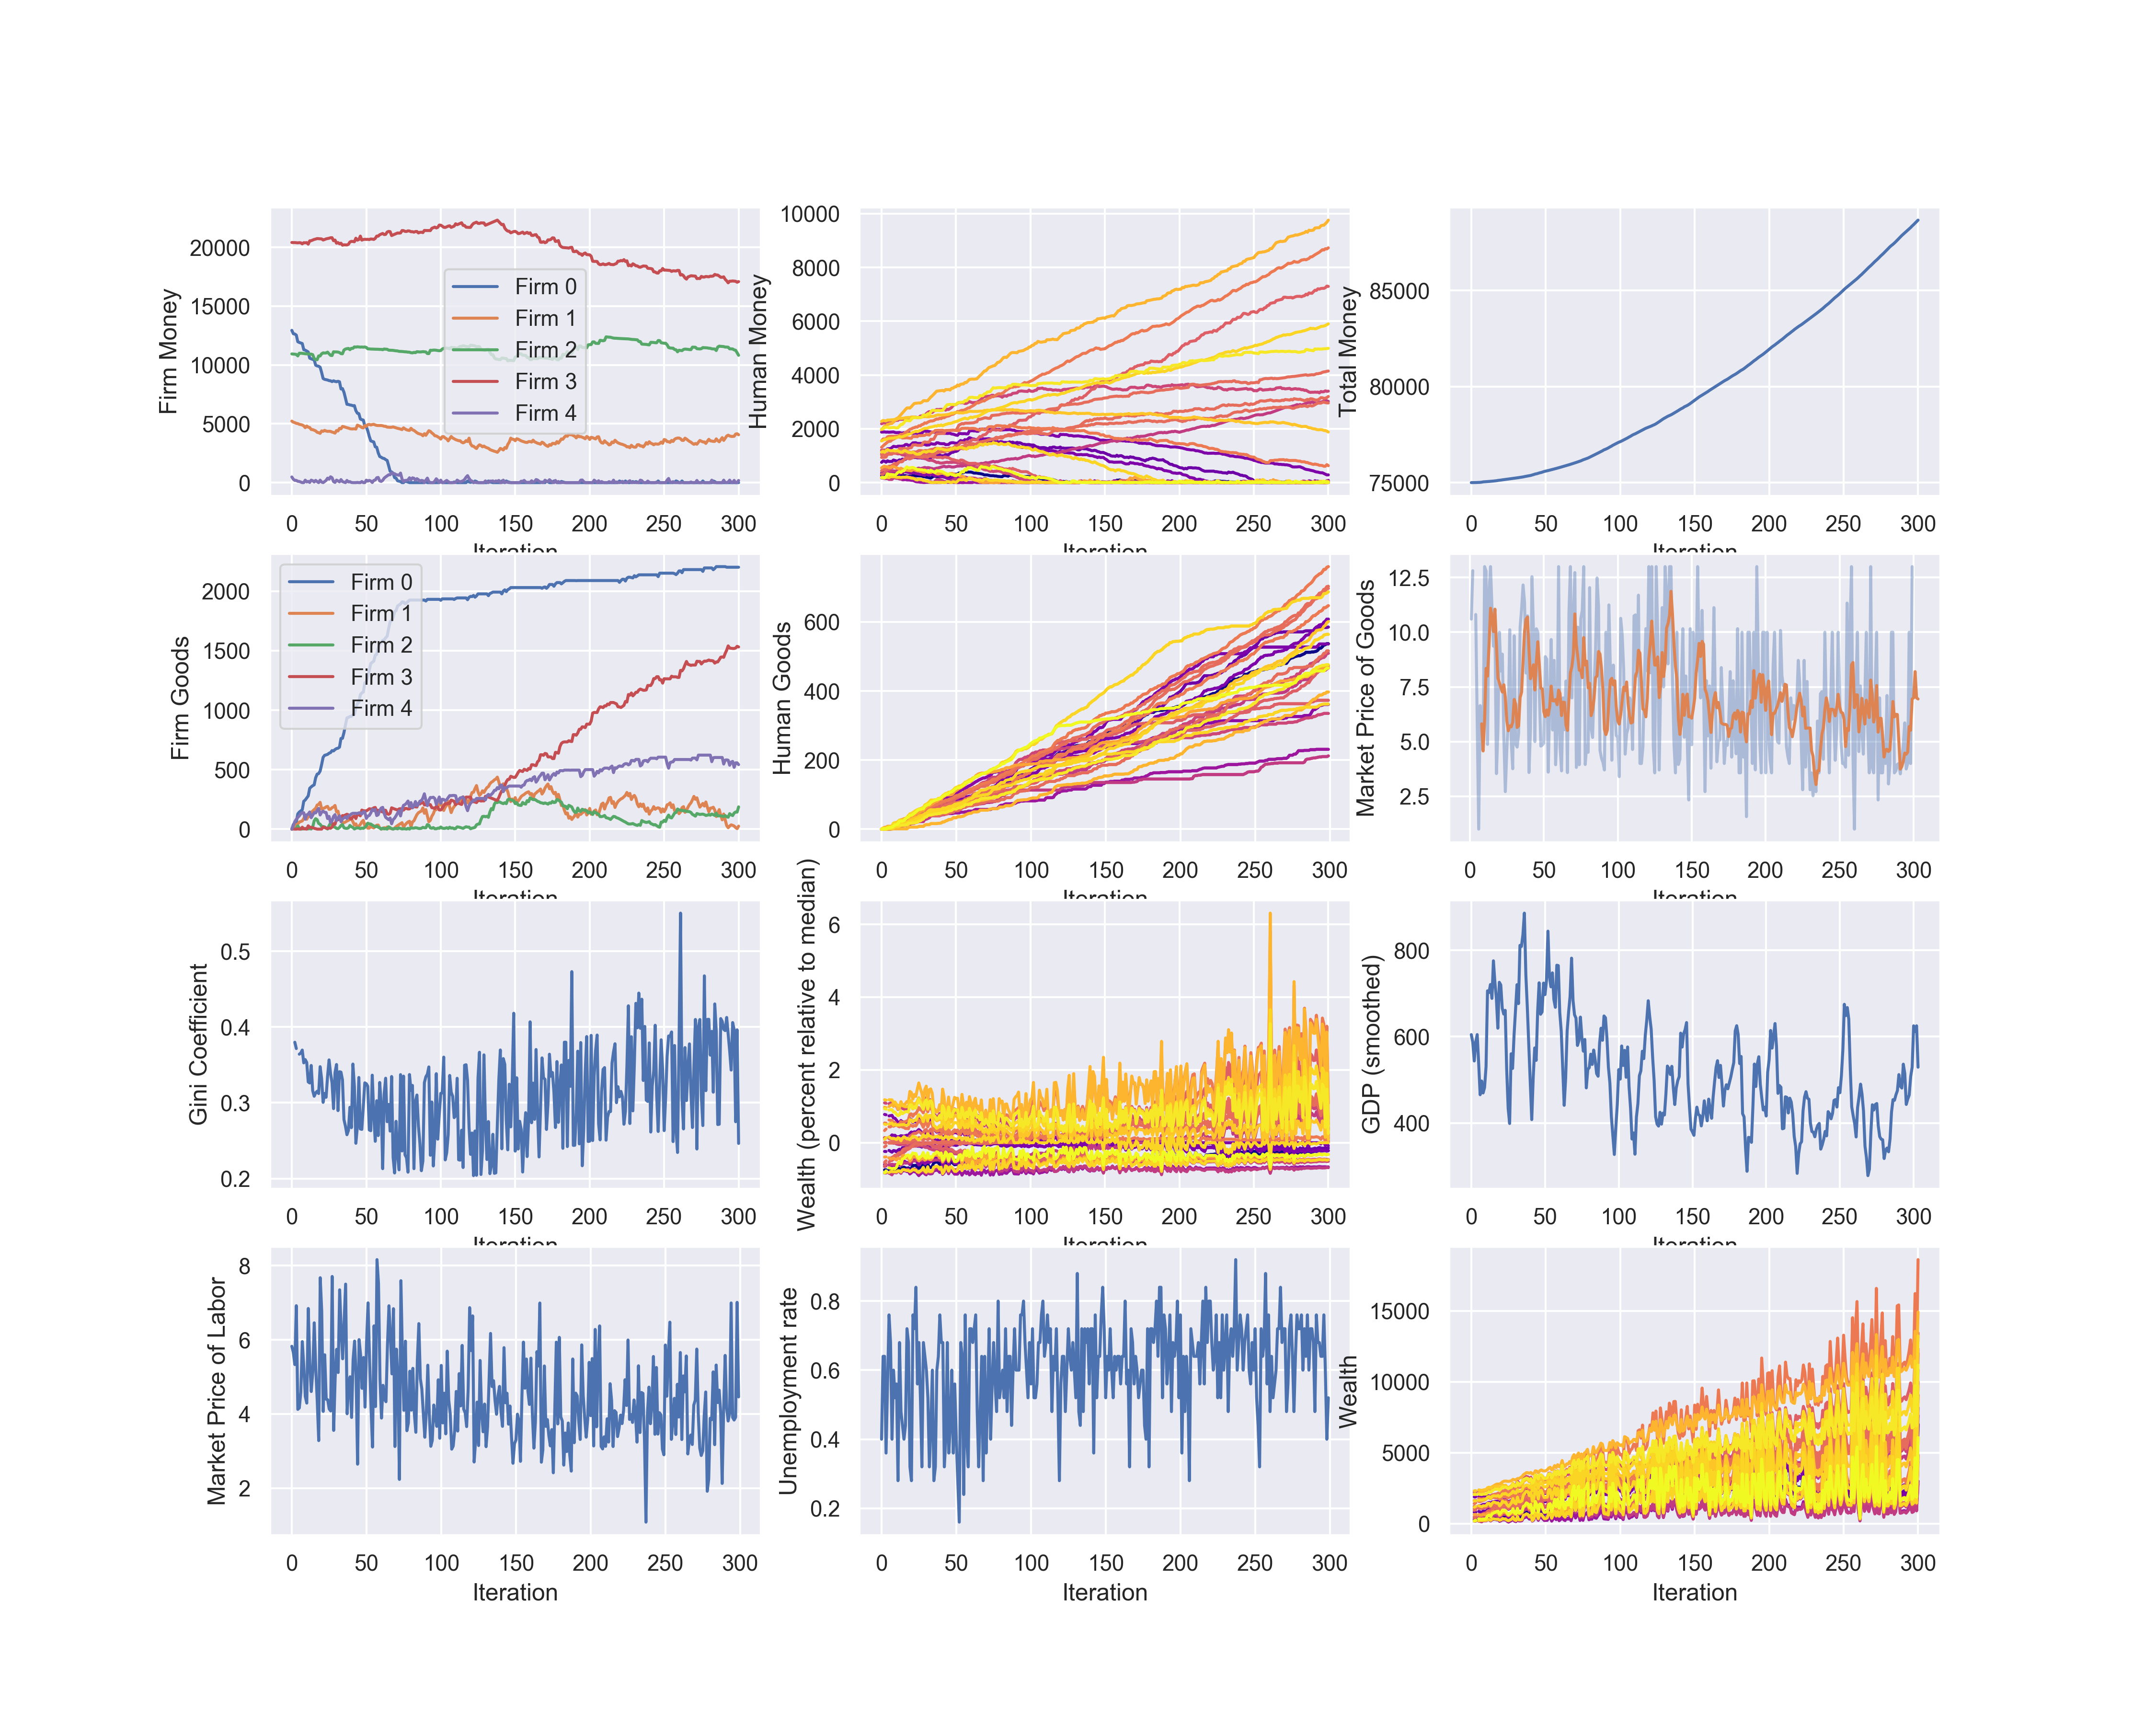 Firm Money
20000
15000
10000
5000
0
0 50 100 150 200 250 300
Iteration
Firm 0
Firm 1
Firm 2
Firm 3
Firm 4
Human Money
10000
8000
6000
4000
2000
0
0 50 100 150 200 250 300
Iteration
Total Money
85000
80000
75000
0 50 100 150 200 250 300
Iteration
Firm Goods
2000
1500
1000
500
0
0 50 100 150 200 250 300
Iteration
Firm 0
Firm 1
Firm 2
Firm 3
Firm 4
Human Goods
600
400
200
0
0 50 100 150 200 250 300
Iteration
Market Price of Goods
12.5
10.0
7.5
5.0
2.5
0 50 100 150 200 250 300
Iteration
Gini Coefficient
0.5
0.4
0.3
0.2
0 50 100 150 200 250 300
Iteration
Wealth (percent relative to median)
6
4
2
0
0 50 100 150 200 250 300
Iteration
GDP (smoothed)
800
600
400
0 50 100 150 200 250 300
Iteration
Market Price of Labor
8
6
4
2
0 50 100 150 200 250 300
Iteration
Unemployment rate
0.8
0.6
0.4
0.2
0 50 100 150 200 250 300
Iteration
Wealth
15000
10000
5000
0
0 50 100 150 200 250 300
Iteration